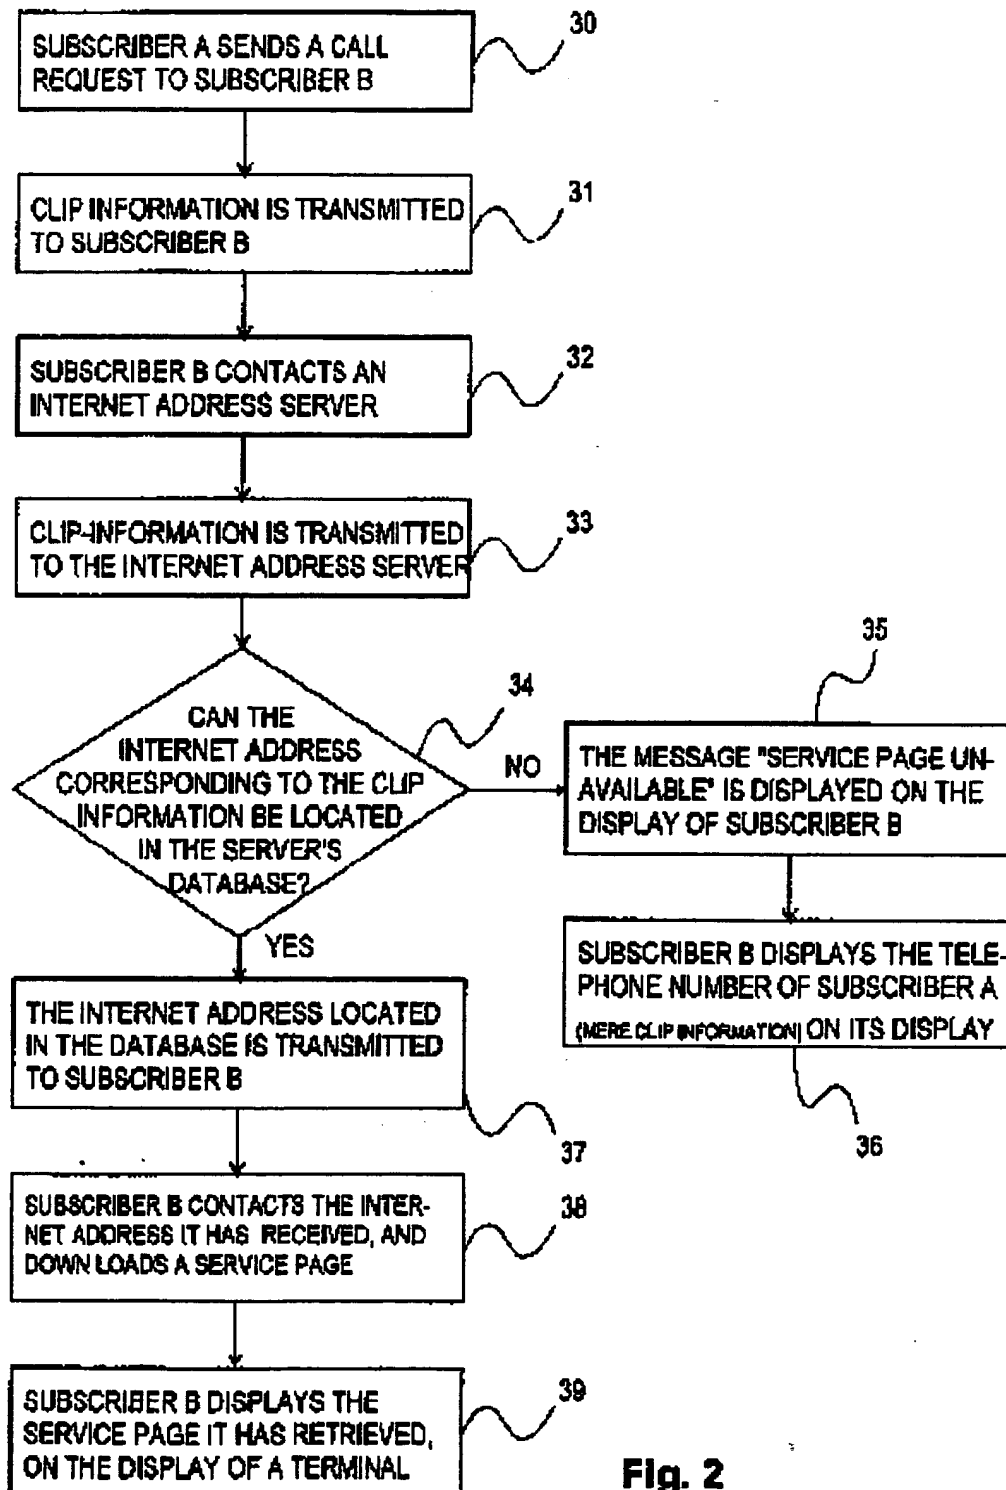 30
SUBSCRIBER A SENDS A CALL
REQUEST TO SUBSCRIBER B
31
CLIP INFORMATION IS TRANSMITTED
TO SUBSCRIBER B
32
SUBSCRIBER B CONTACTS AN
INTERNET ADDRESS SERVER
33
CLIP-INFORMATION IS TRANSMITTED
TO THE INTERNET ADDRESS SERVER
34
CAN THE
INTERNET ADDRESS
CORRESPONDING TO THE CLIP
INFORMATION BE LOCATED
IN THE SERVER'S
DATABASE?
NO
35
THE MESSAGE "SERVICE PAGE UN-
AVAILABLE" IS DISPLAYED ON THE
DISPLAY OF SUBSCRIBER B
SUBSCRIBER B DISPLAYS THE TELE-
PHONE NUMBER OF SUBSCRIBER A
(MERE CLIP INFORMATION) ON ITS DISPLAY
36
YES
THE INTERNET ADDRESS LOCATED
IN THE DATABASE IS TRANSMITTED
TO SUBSCRIBER B
37
SUBSCRIBER B CONTACTS THE INTER-
NET ADDRESS IT HAS RECEIVED, AND
DOWN LOADS A SERVICE PAGE
38
SUBSCRIBER B DISPLAYS THE
SERVICE PAGE IT HAS RETRIEVED,
ON THE DISPLAY OF A TERMINAL
39
Fig. 2